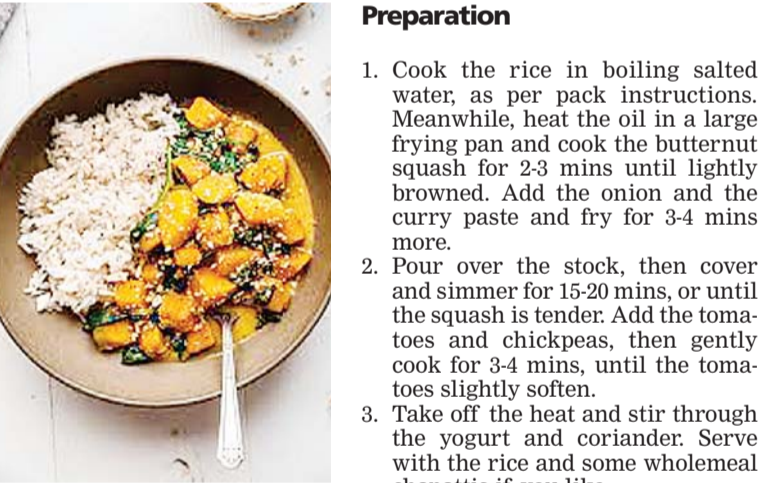 Preparation
1. Cook the rice in boiling salted
water, as per pack instructions.
Meanwhile, heat the oil in a large
frying pan and cook the butternut
squash for 2-3 mins until lightly
browned. Add the onion and the
curry paste and fry for 3-4 mins
more.
2. Pour over the stock, then cover
and simmer for 15-20 mins, or until
the squash is tender. Add the toma-
toes and chickpeas, then gently
cook for 3-4 mins, until the toma-
toes slightly soften.
3. Take off the heat and stir through
the yogurt and coriander. Serve
with the rice and some wholemeal